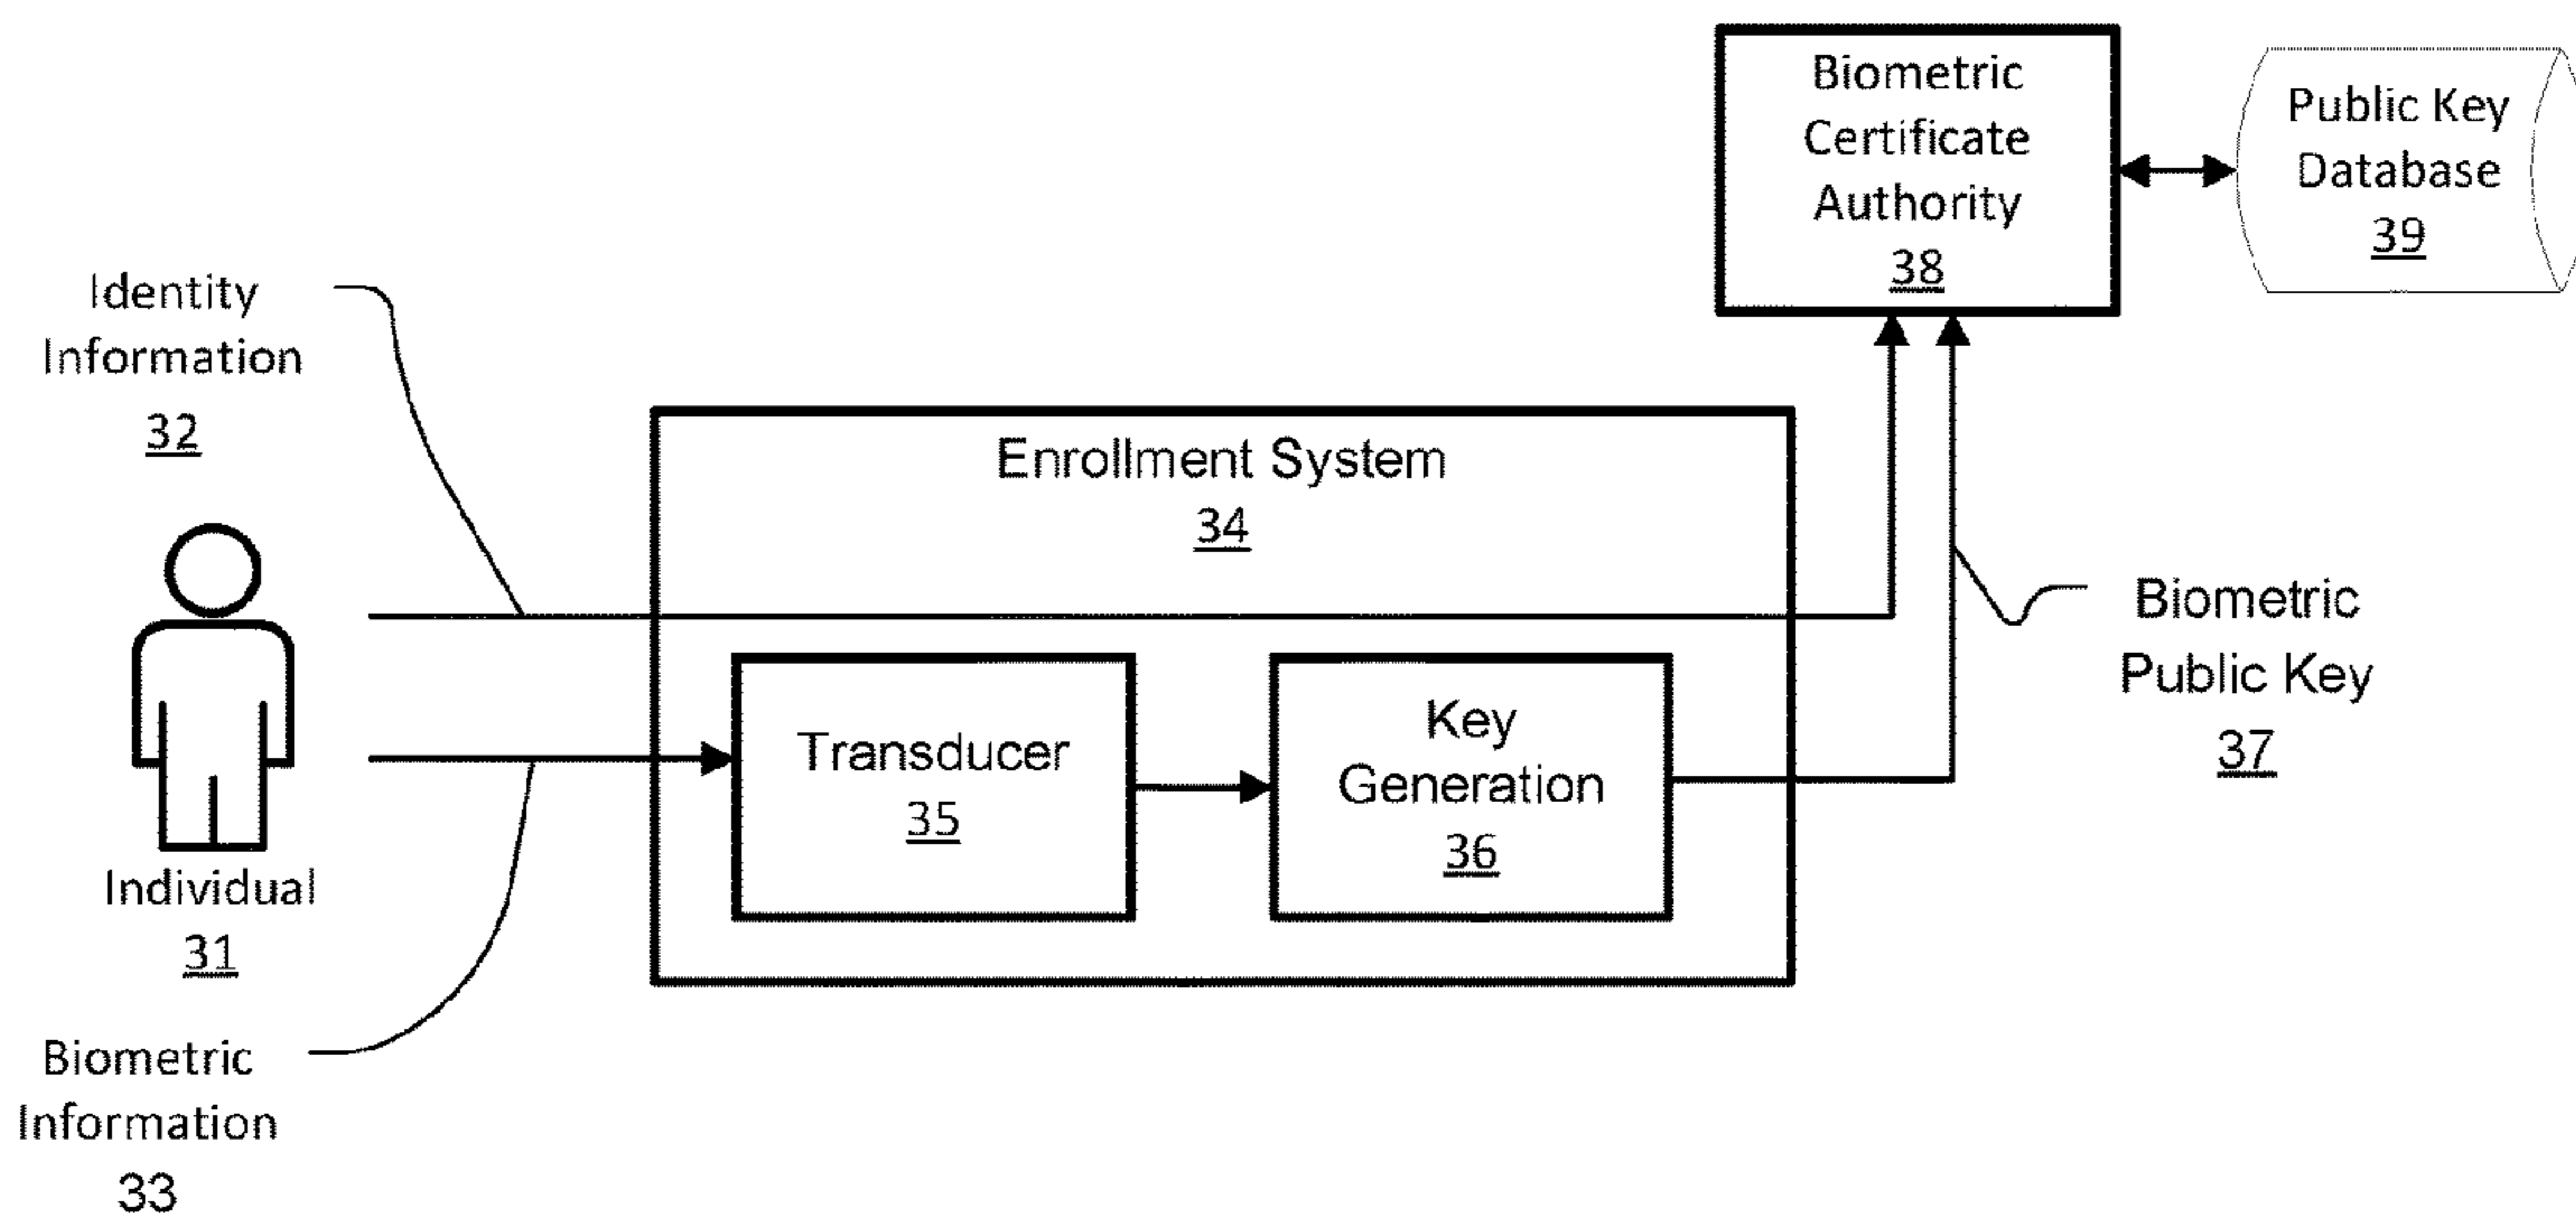 Biometric
Certificate
Authority
38
Public Key
Database
39
Identity
Information
32
Enrollment System
34
Biometric
Public Key
37
Transducer
35
Key
Generation
36
Individual
31
Biometric
Information
33